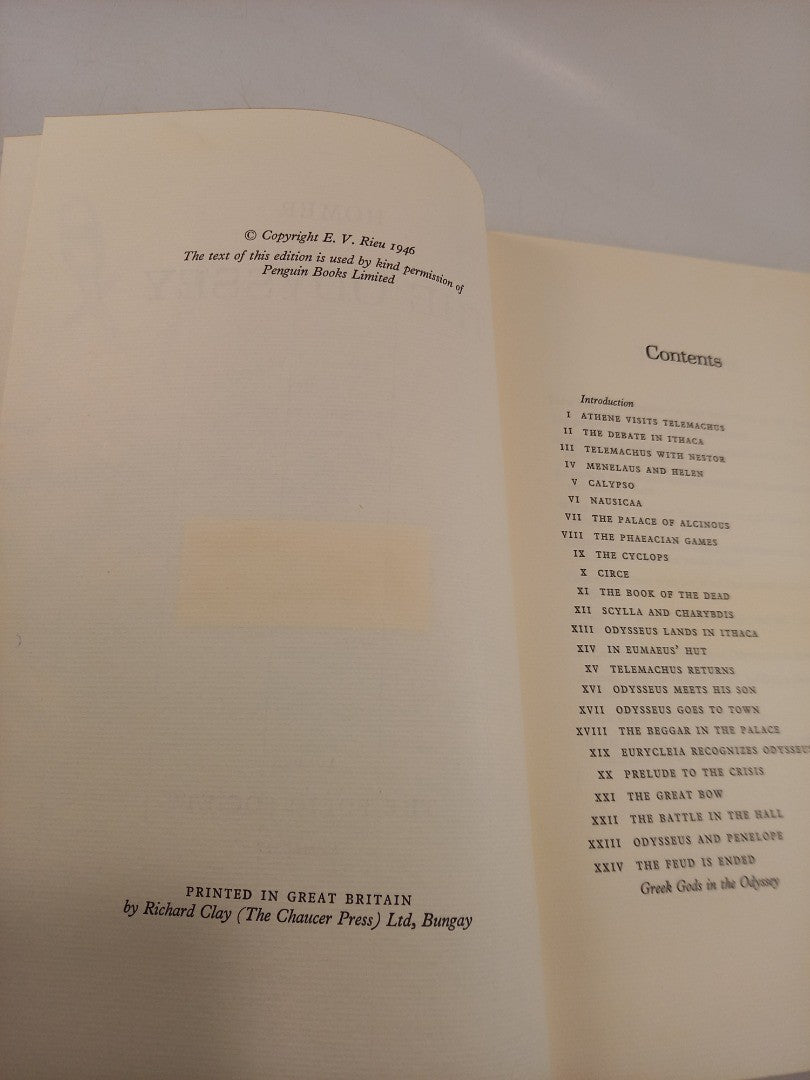 © Copyright E. V. Rieu 1946
The text of this edition is used by kind permission of
Penguin Books Limited
PRINTED IN GREAT BRITAIN
by Richard Clay (The Chaucer Press) Ltd, Bungay
Contents
Introduction
I ATHENE VISITS TELEMACHUS
II THE DEBATE IN ITHACA
III TELEMACHUS WITH NESTOR
IV MENELAUS AND HELEN
V CALYPSO
VI NAUSICAA
VII THE PALACE OF ALCINOUS
VIII THE PHAEACIAN GAMES
IX THE CYCLOPS
X CIRCE
XI THE BOOK OF THE DEAD
XII SCYLLA AND CHARYBDIS
XIII ODYSSEUS LANDS IN ITHACA
XIV IN EUMAEUS' HUT
XV TELEMACHUS RETURNS
XVI ODYSSEUS MEETS HIS SON
XVII ODYSSEUS GOES TO TOWN
XVIII THE BEGGAR IN THE PALACE
XIX EURYCLEIA RECOGNIZES ODYSSEUS
XX PRELUDE TO THE CRISIS
XXI THE GREAT BOW
XXII THE BATTLE IN THE HALL
XXIII ODYSSEUS AND PENELOPE
XXIV THE FEUD IS ENDED
Greek Gods in the Odyssey